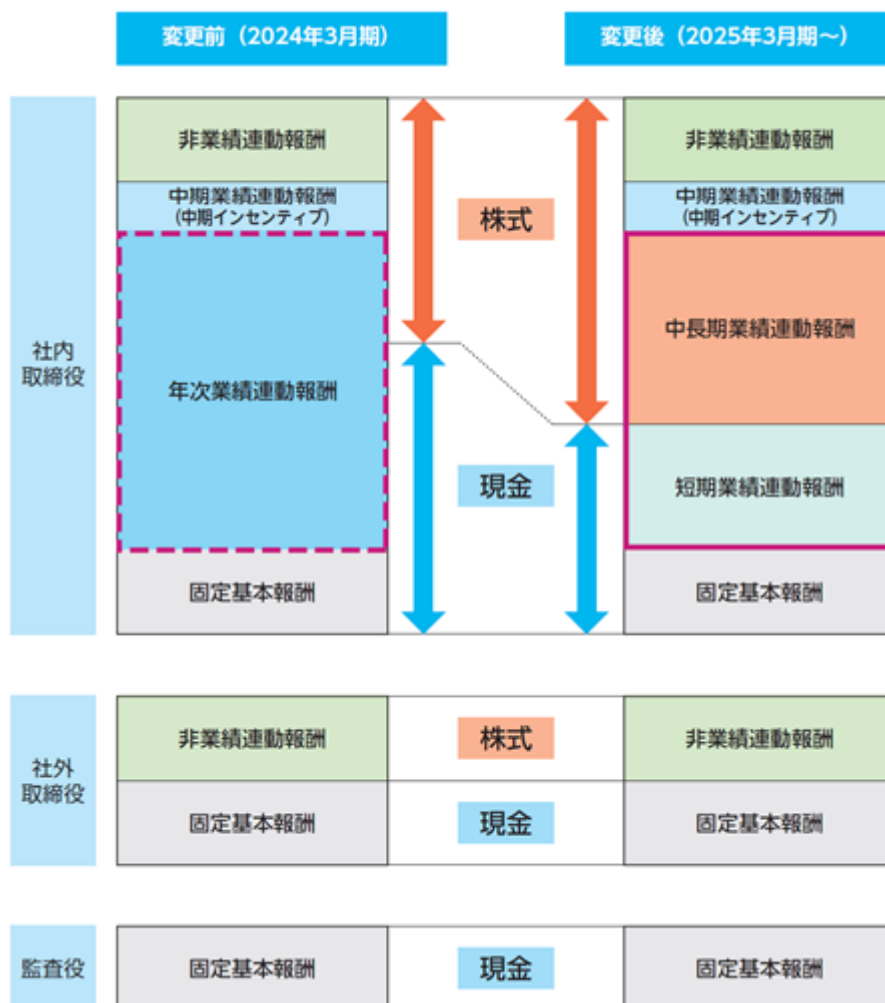 変更前（2024年3月期）
変更後（2025年3月期～）
社内
取締役
非業績連動報酬
中期業績連動報酬
(中期インセンティブ)
年次業績連動報酬
固定基本報酬
株式
現金
非業績連動報酬
中期業績連動報酬
(中期インセンティブ)
中長期業績連動報酬
短期業績連動報酬
固定基本報酬
社外
取締役
非業績連動報酬
固定基本報酬
株式
現金
非業績連動報酬
固定基本報酬
監査役
固定基本報酬
現金
固定基本報酬